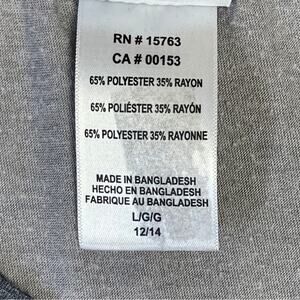 RN # 15763
CA # 00153
65% POLYESTER 35% RAYON
65% POLIÉSTER 35% RAYÓN
65% POLYESTER 35% RAYONNE
MADE IN BANGLADESH
HECHO EN BANGLADESH
FABRIQUE AU BANGLADESH
L/G/G
12/14